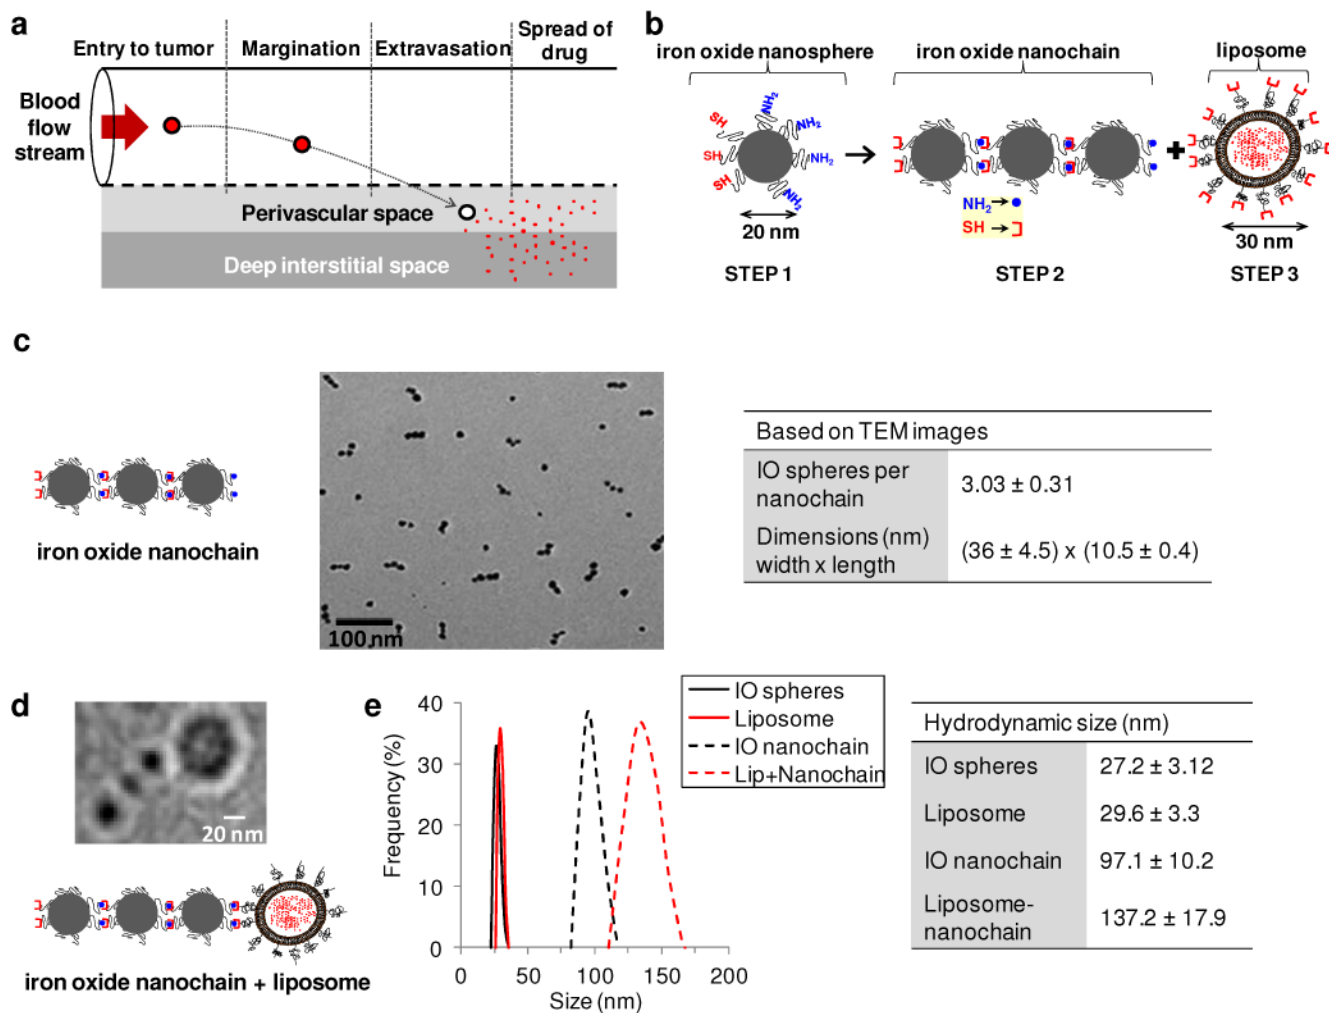 a
Entry to tumor
Margination
Extravasation
Spread of
drug
Blood
flow
stream
Perivascular space
Deep interstitial space
b
iron oxide nanosphere
iron oxide nanochain
liposome
NH2
SH
NH2
SH
NH2
SH
NH2
20 nm
NH2
SH
30 nm
STEP 1
STEP 2
STEP 3
c
iron oxide nanochain
100 nm
Based on TEM images
IO spheres per
nanochain
3.03 ± 0.31
Dimensions (nm)
width x length
(36 ± 4.5) x (10.5 ± 0.4)
d
20 nm
iron oxide nanochain + liposome
e
IO spheres
Liposome
IO nanochain
Lip+Nanochain
Frequency (%)
40
30
20
10
0
0 50 100 150 200
Size (nm)
Hydrodynamic size (nm)
IO spheres
27.2 ± 3.12
Liposome
29.6 ± 3.3
IO nanochain
97.1 ± 10.2
Liposome-
nanochain
137.2 ± 17.9